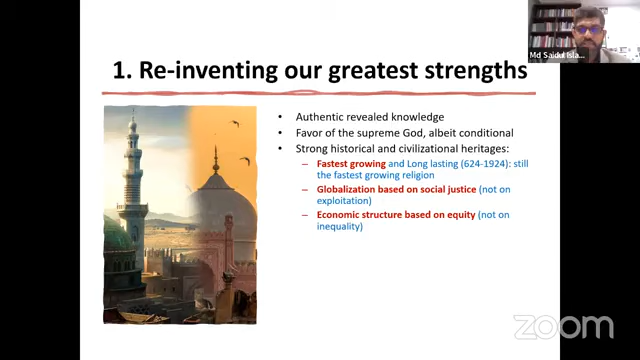 Md Saidul Isla...
1. Re-inventing our greatest strengths
• Authentic revealed knowledge
• Favor of the supreme God, albeit conditional
• Strong historical and civilizational heritages:
– Fastest growing and Long lasting (624-1924): still
the fastest growing religion
– Globalization based on social justice (not on
exploitation)
– Economic structure based on equity (not on
inequality)
zoom